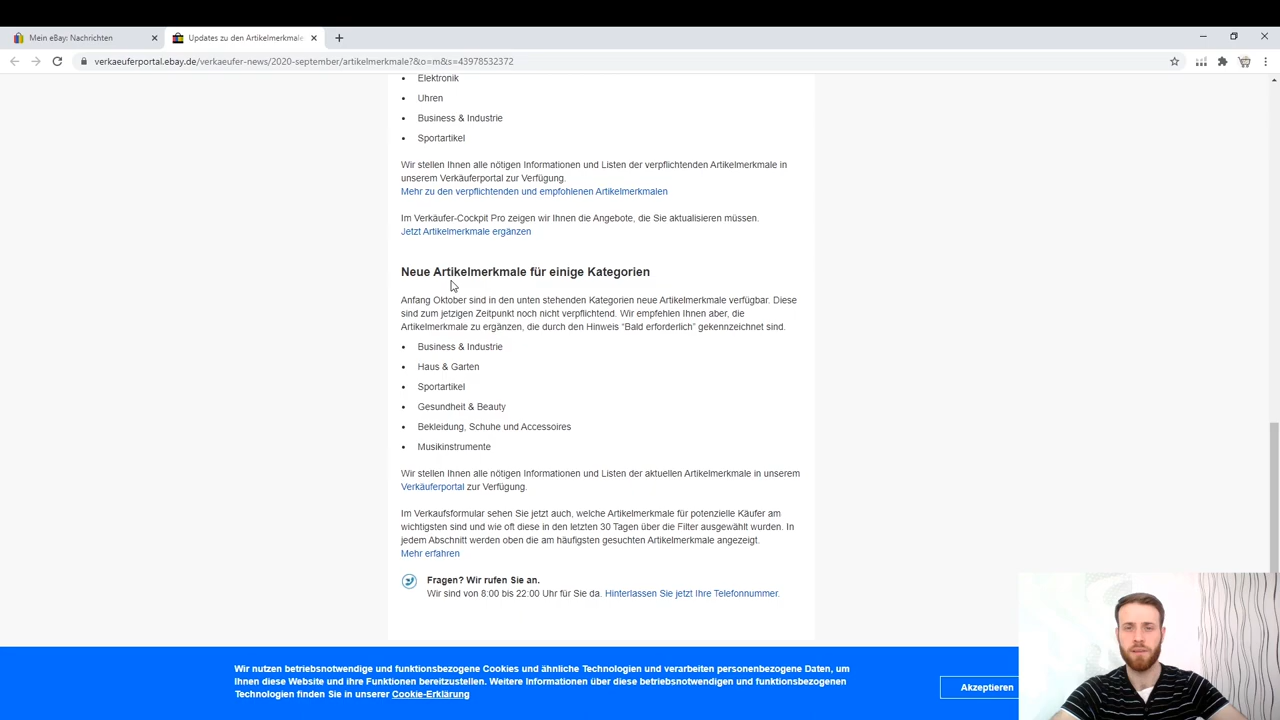 Mein eBay: Nachrichten
Updates zu den Artikelmerkmale
verkaeuferportal.ebay.de/verkaeufer-news/2020-september/artikelmerkmale?&o=m&s=43978532372
• Elektronik
• Uhren
• Business & Industrie
• Sportartikel
Wir stellen Ihnen alle nötigen Informationen und Listen der verpflichtenden Artikelmerkmale in
unserem Verkäuferportal zur Verfügung.
Mehr zu den verpflichtenden und empfohlenen Artikelmerkmalen
Im Verkäufer-Cockpit Pro zeigen wir Ihnen die Angebote, die Sie aktualisieren müssen.
Jetzt Artikelmerkmale ergänzen
Neue Artikelmerkmale für einige Kategorien
Anfang Oktober sind in den unten stehenden Kategorien neue Artikelmerkmale verfügbar. Diese
sind zum jetzigen Zeitpunkt noch nicht verpflichtend. Wir empfehlen Ihnen aber, die
Artikelmerkmale zu ergänzen, die durch den Hinweis “Bald erforderlich” gekennzeichnet sind.
• Business & Industrie
• Haus & Garten
• Sportartikel
• Gesundheit & Beauty
• Bekleidung, Schuhe und Accessoires
• Musikinstrumente
Wir stellen Ihnen alle nötigen Informationen und Listen der aktuellen Artikelmerkmale in unserem
Verkäuferportal zur Verfügung.
Im Verkaufsformular sehen Sie jetzt auch, welche Artikelmerkmale für potenzielle Käufer am
wichtigsten sind und wie oft diese in den letzten 30 Tagen über die Filter ausgewählt wurden. In
jedem Abschnitt werden oben die am häufigsten gesuchten Artikelmerkmale angezeigt.
Mehr erfahren
Fragen? Wir rufen Sie an.
Wir sind von 8:00 bis 22:00 Uhr für Sie da. Hinterlassen Sie jetzt Ihre Telefonnummer.
Wir nutzen betriebsnotwendige und funktionsbezogene Cookies und ähnliche Technologien und verarbeiten personenbezogene Daten, um
Ihnen diese Website und ihre Funktionen bereitzustellen. Weitere Informationen über diese betriebsnotwendigen und funktionsbezogenen
Technologien finden Sie in unserer Cookie-Erklärung
Akzeptieren